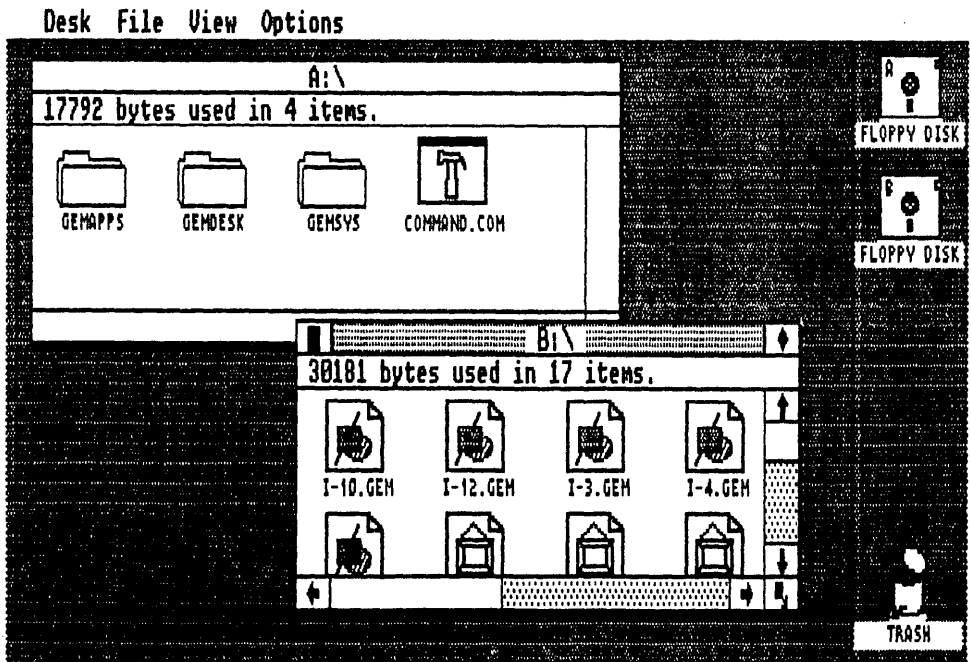 Desk File View Options
A:\
17792 bytes used in 4 items.
GEMAPPS GEMDESK GEMSYS COMMAND.COM
A
FLOPPY DISK
B
FLOPPY DISK
B:\
30181 bytes used in 17 items.
I-10.GEM I-12.GEM I-3.GEM I-4.GEM
TRASH